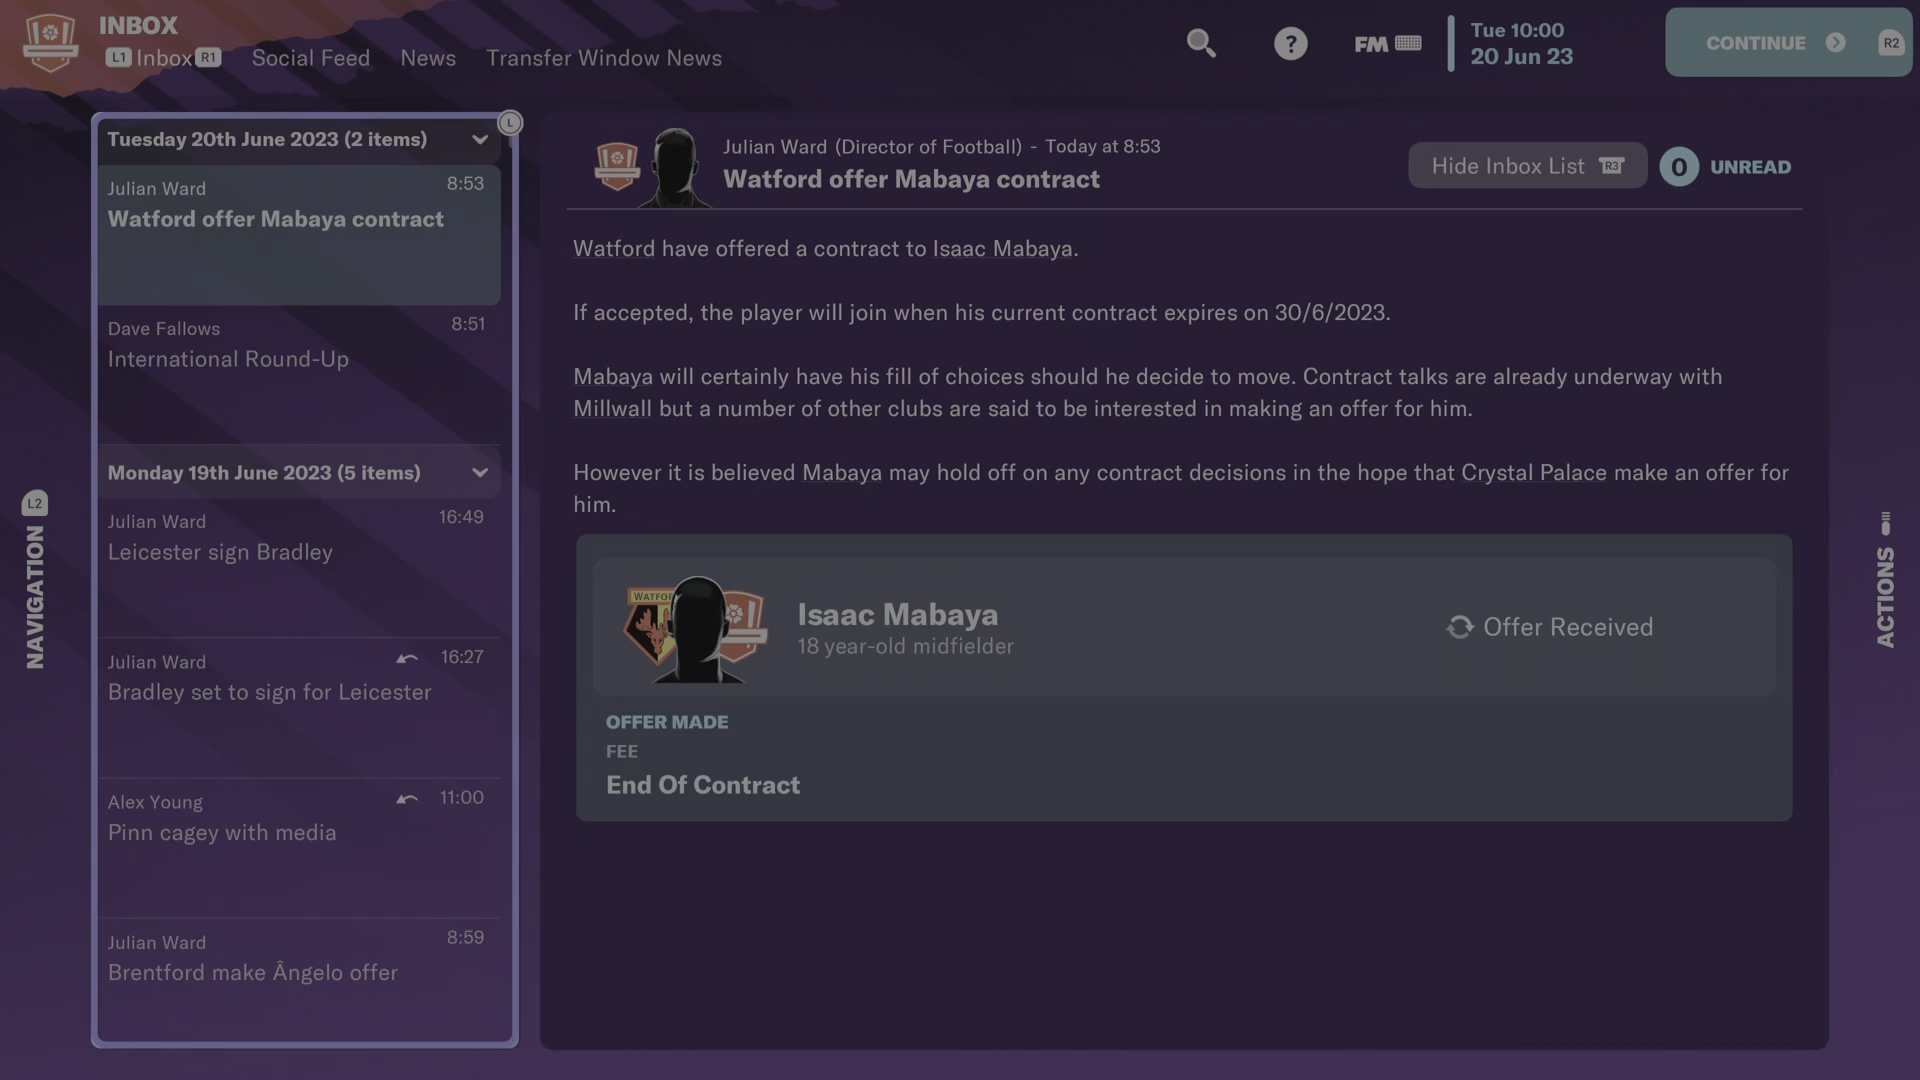 INBOX
L1 Inbox R1 Social Feed News Transfer Window News
?
FM
Tue 10:00
20 Jun 23
CONTINUE R2
L
Tuesday 20th June 2023 (2 items)
Julian Ward 8:53
Watford offer Mabaya contract
Dave Fallows 8:51
International Round-Up
Monday 19th June 2023 (5 items)
Julian Ward 16:49
Leicester sign Bradley
Julian Ward 16:27
Bradley set to sign for Leicester
Alex Young 11:00
Pinn cagey with media
Julian Ward 8:59
Brentford make Ângelo offer
L2
NAVIGATION
Julian Ward (Director of Football) - Today at 8:53
Watford offer Mabaya contract
Hide Inbox List R3
0 UNREAD
Watford have offered a contract to Isaac Mabaya.
If accepted, the player will join when his current contract expires on 30/6/2023.
Mabaya will certainly have his fill of choices should he decide to move. Contract talks are already underway with
Millwall but a number of other clubs are said to be interested in making an offer for him.
However it is believed Mabaya may hold off on any contract decisions in the hope that Crystal Palace make an offer for
him.
WATFOR
Isaac Mabaya
18 year-old midfielder
Offer Received
OFFER MADE
FEE
End Of Contract
ACTIONS